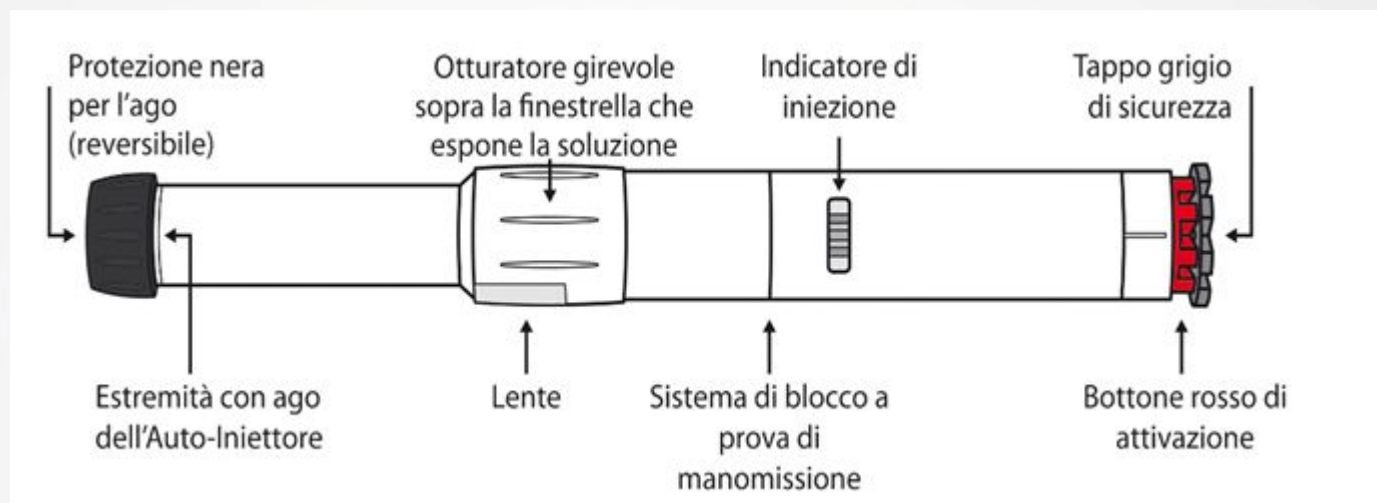 Protezione nera
per l'ago
(reversibile)
Otturatore girevole
sopra la finestrella che
espone la soluzione
Indicatore di
iniezione
Tappo grigio
di sicurezza
Estremità con ago
dell'Auto-Iniettore
Lente
Sistema di blocco a
prova di
manomissione
Bottone rosso di
attivazione